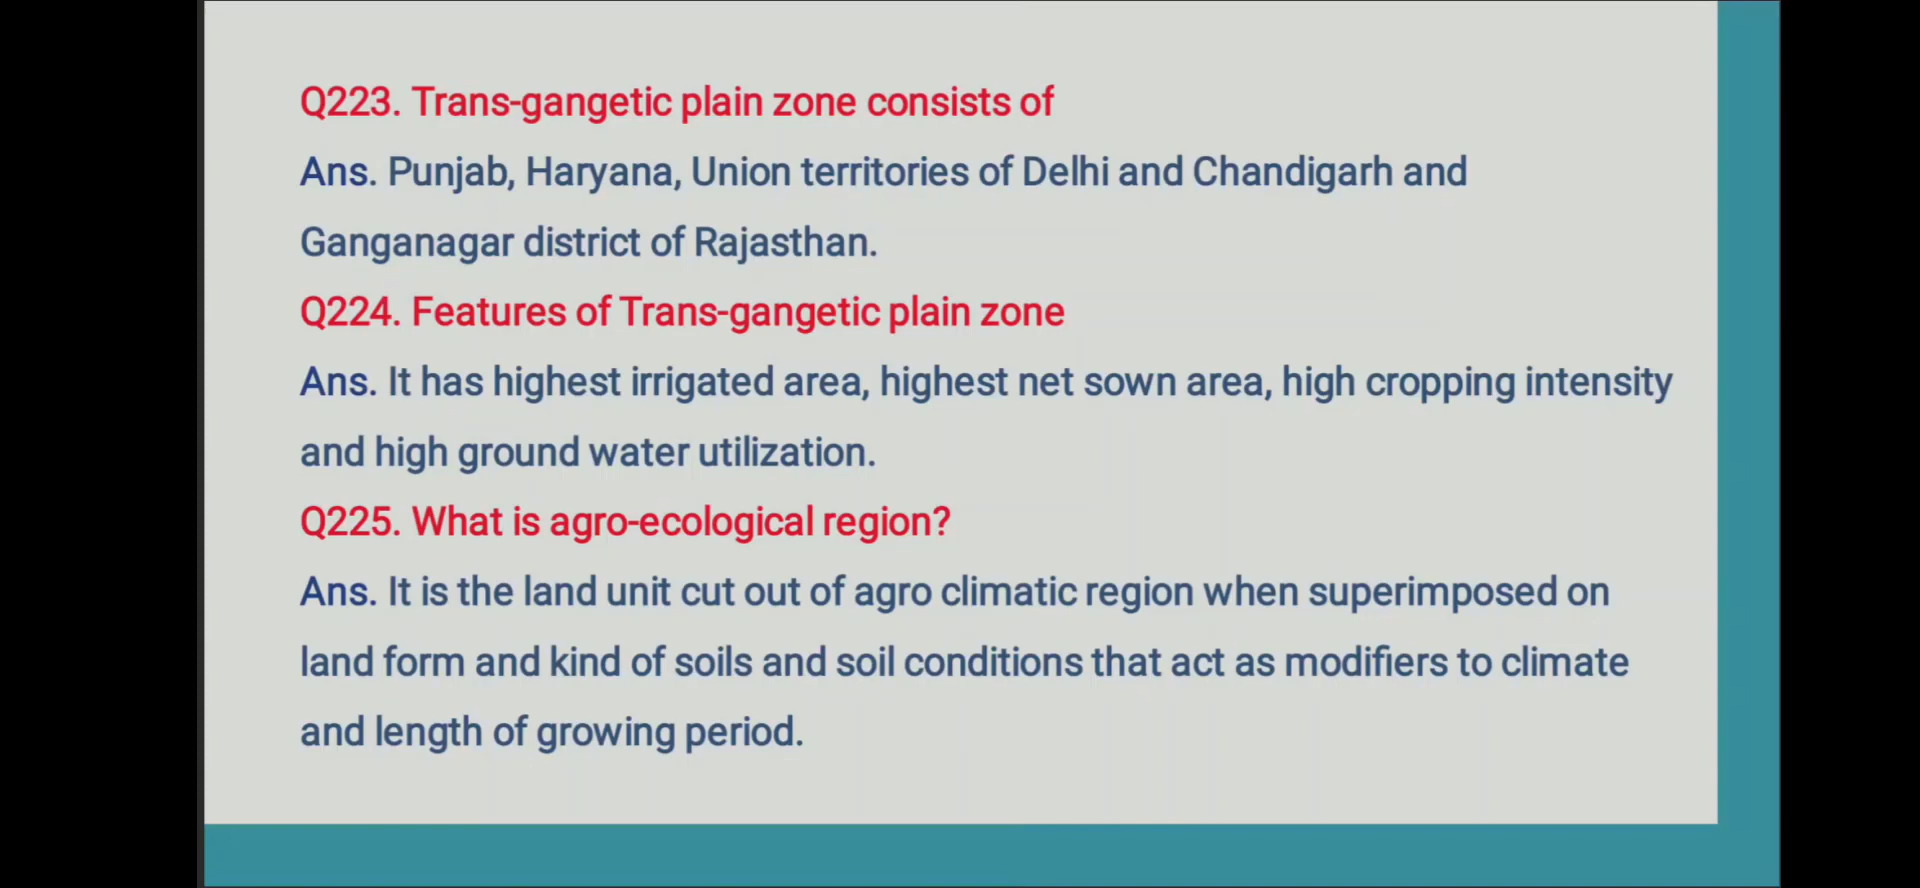 Q223. Trans-gangetic plain zone consists of
Ans. Punjab, Haryana, Union territories of Delhi and Chandigarh and
Ganganagar district of Rajasthan.
Q224. Features of Trans-gangetic plain zone
Ans. It has highest irrigated area, highest net sown area, high cropping intensity
and high ground water utilization.
Q225. What is agro-ecological region?
Ans. It is the land unit cut out of agro climatic region when superimposed on
land form and kind of soils and soil conditions that act as modifiers to climate
and length of growing period.